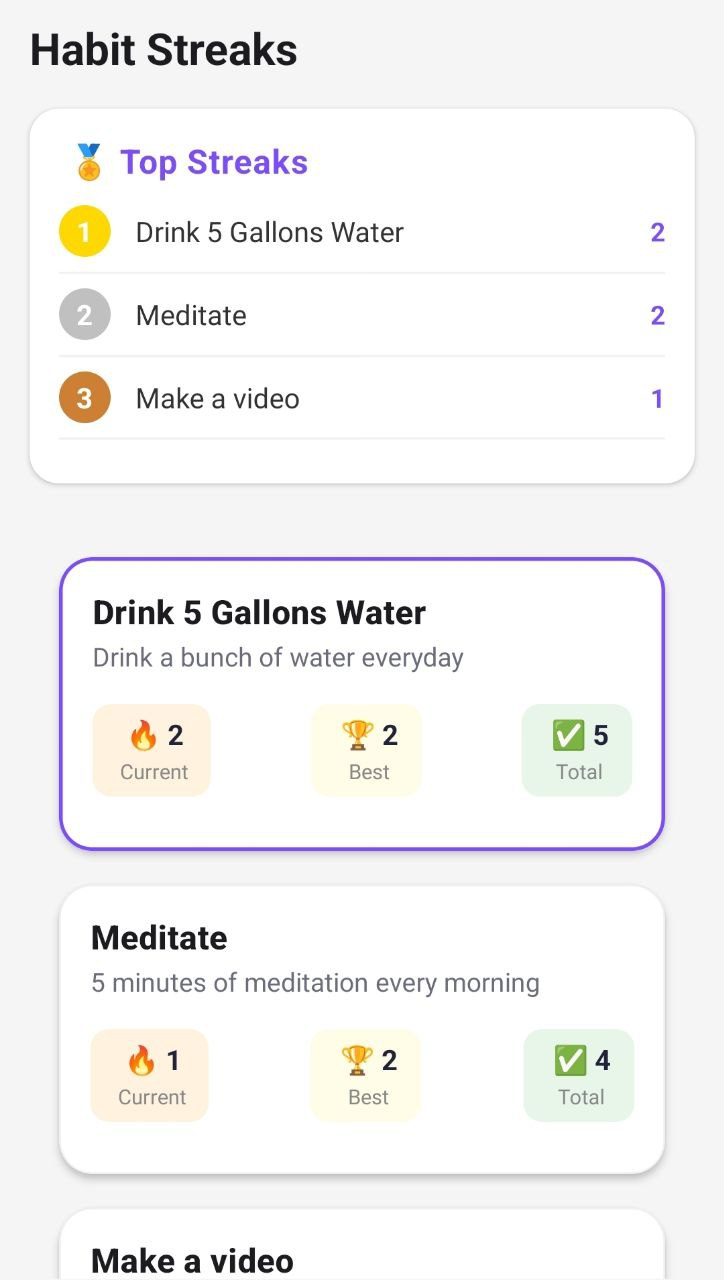 Habit Streaks
Top Streaks
1 Drink 5 Gallons Water 2
2 Meditate 2
3 Make a video 1
Drink 5 Gallons Water
Drink a bunch of water everyday
2 2 5
Current Best Total
Meditate
5 minutes of meditation every morning
1 2 4
Current Best Total
Make a video